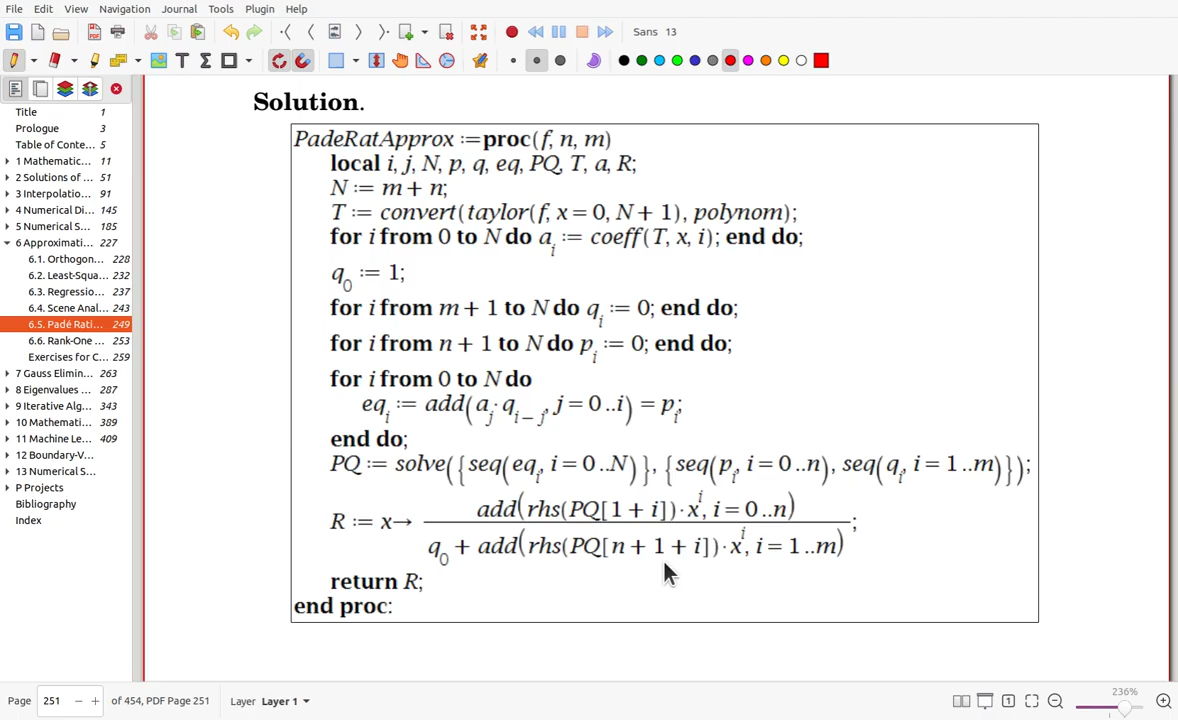 File Edit View Navigation Journal Tools Plugin Help
Sans 13
Title 1
Prologue 3
Table of Conte... 5
1 Mathematic... 11
2 Solutions of ... 51
3 Interpolatio... 91
4 Numerical Di... 145
5 Numerical S... 185
6 Approximati... 227
6.1. Orthogon... 228
6.2. Least-Squa... 232
6.3. Regressio... 237
6.4. Scene Anal... 243
6.5. Padé Rati... 249
6.6. Rank-One ... 253
Exercises for C... 259
7 Gauss Elimin... 263
8 Eigenvalues ... 287
9 Iterative Alg... 343
10 Mathemati... 389
11 Machine Le... 409
12 Boundary-V...
13 Numerical S...
P Projects
Bibliography
Index
Solution.
PadeRatApprox := proc(f, n, m)
local i, j, N, p, q, eq, PQ, T, a, R;
N := m + n;
T := convert(taylor(f, x = 0, N + 1), polynom);
for i from 0 to N do a_i := coeff(T, x, i); end do;
q_0 := 1;
for i from m + 1 to N do q_i := 0; end do;
for i from n + 1 to N do p_i := 0; end do;
for i from 0 to N do
eq_i := add(a_j · q_{i − j}, j = 0 ..i) = p_i;
end do;
PQ := solve({seq(eq_i, i = 0 ..N)}, {seq(p_i, i = 0 ..n), seq(q_i, i = 1 ..m)});
R := x→ add(rhs(PQ[1 + i]) · x^i, i = 0 ..n) / q_0 + add(rhs(PQ[n + 1 + i]) · x^i, i = 1 ..m) ;
return R;
end proc:
Page 251 − + of 454, PDF Page 251 Layer Layer 1 236%